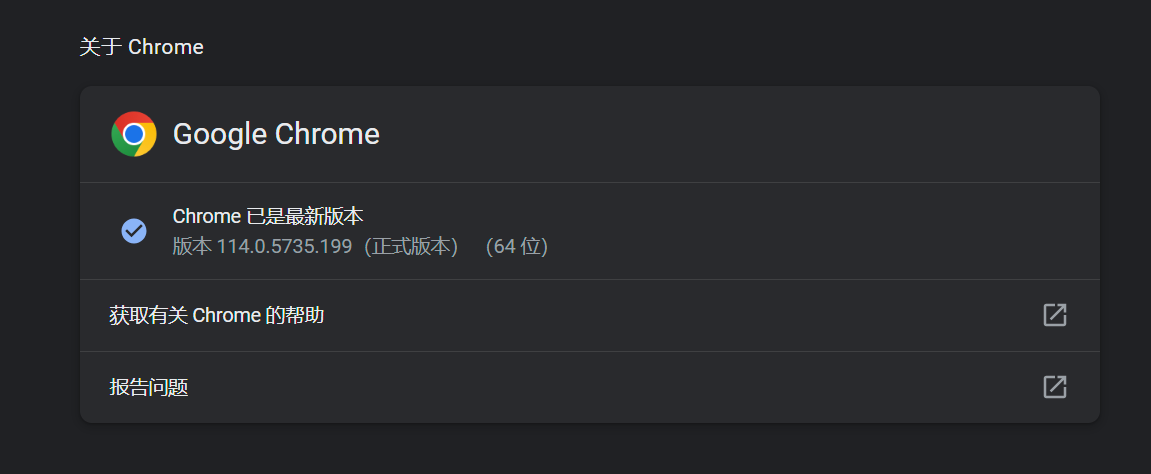 关于 Chrome
Google Chrome
Chrome 已是最新版本
版本 114.0.5735.199（正式版本） （64 位）
获取有关 Chrome 的帮助
报告问题